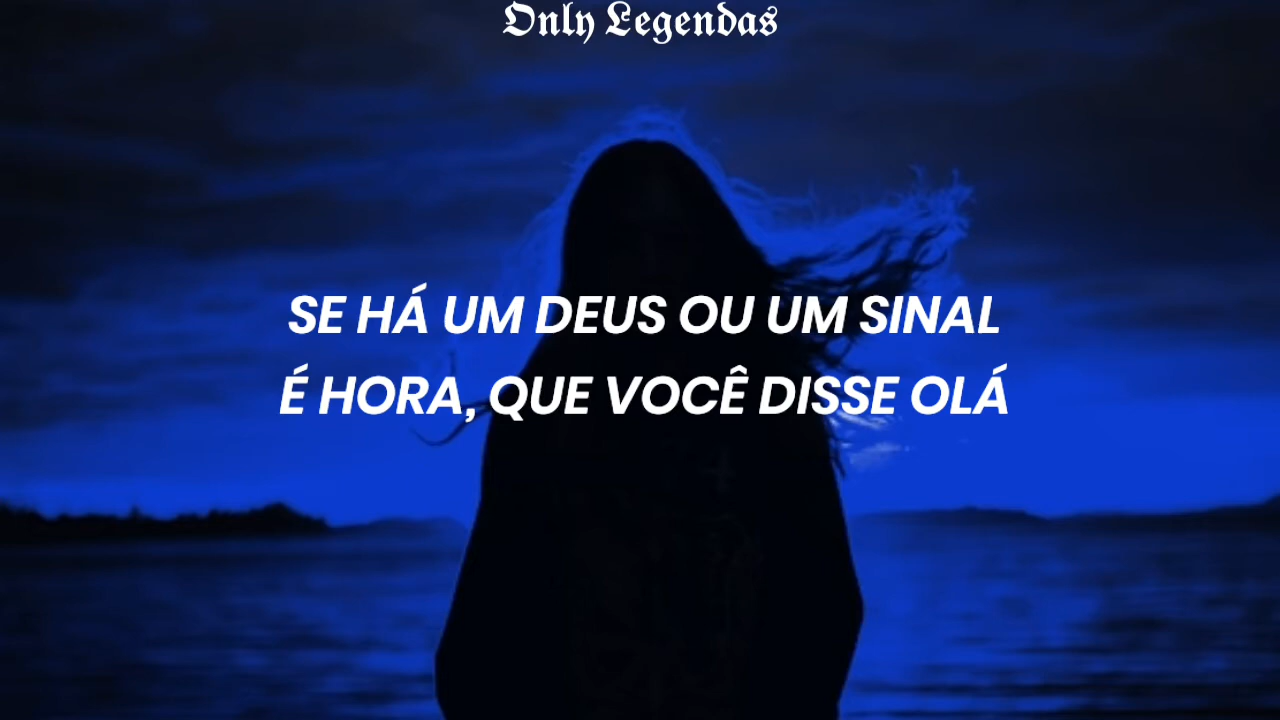 Only Legendas
SE HÁ UM DEUS OU UM SINAL
É HORA, QUE VOCÊ DISSE OLÁ